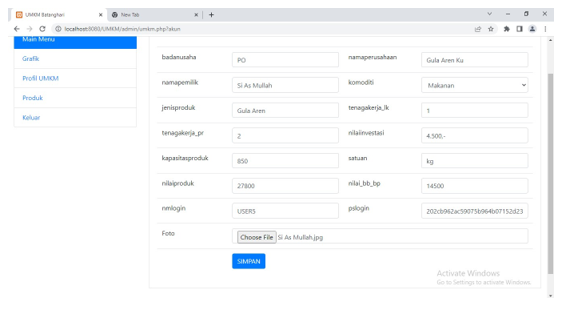 UMKM Batanghari
New Tab
localhost:8080/UMKM/admin/umkm.php?akun
Main Menu
Grafik
Profil UMKM
Produk
Keluar
badanusaha PO namaperusahaan Gula Aren Ku
namapemilik Si As Mullah komoditi Makanan
jenisproduk Gula Aren tenagakerja_lk 1
tenagakerja_pr 2 nilaiinvestasi 4.500,-
kapasitasproduk 850 satuan kg
nilaiproduk 27800 nilai_bb_bp 14500
nmlogin USER5 pslogin 202cb962ac59075b964b07152d23
Foto Choose File Si As Mullah.jpg
SIMPAN
Activate Windows
Go to Settings to activate Windows.